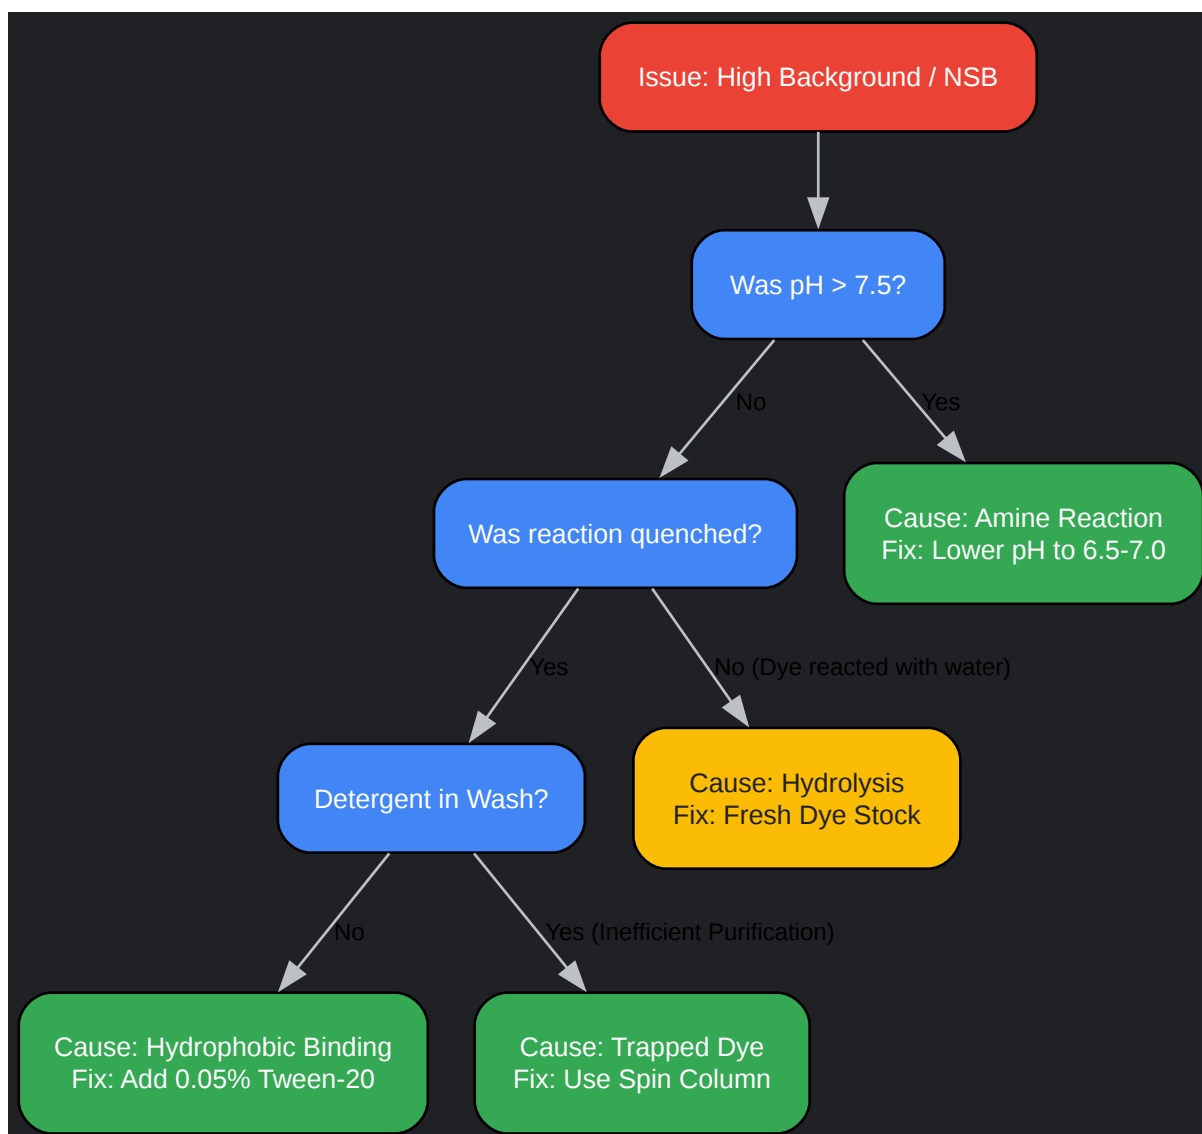 Issue: High Background / NSB
Was pH > 7.5?
No
Yes
Was reaction quenched?
Cause: Amine Reaction
Fix: Lower pH to 6.5-7.0
Yes
No (Dye reacted with water)
Detergent in Wash?
Cause: Hydrolysis
Fix: Fresh Dye Stock
No
Yes (Inefficient Purification)
Cause: Hydrophobic Binding
Fix: Add 0.05% Tween-20
Cause: Trapped Dye
Fix: Use Spin Column